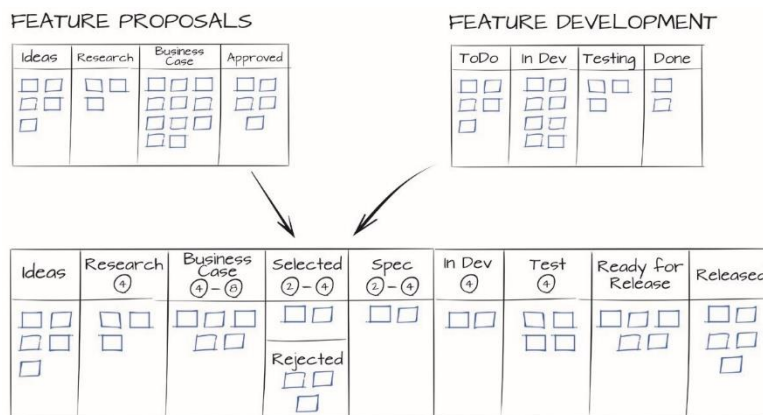 FEATURE PROPOSALS
Ideas
Research
Business
Case
Approved
FEATURE DEVELOPMENT
ToDo
In Dev
Testing
Done
Ideas
Research
4
Business
Case
4 - 8
Selected
2 - 4
Rejected
Spec
2 - 4
In Dev
4
Test
4
Ready for
Release
Released